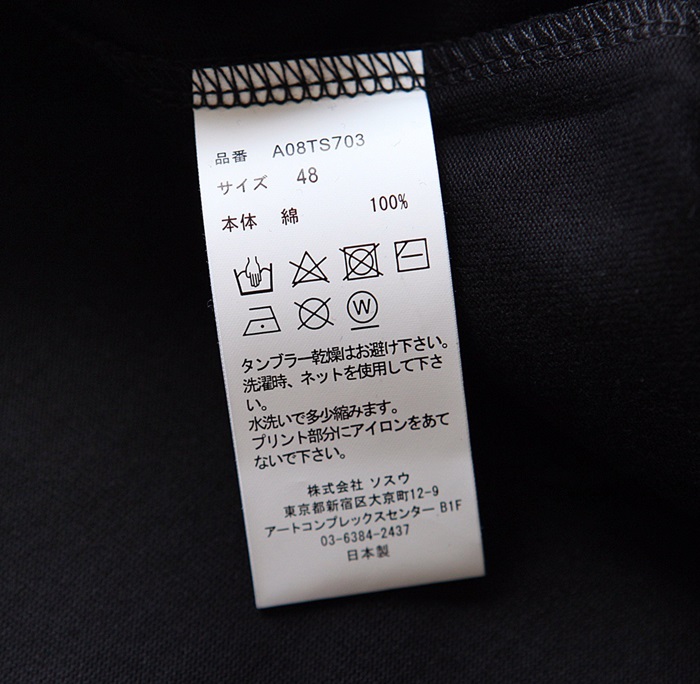 品番 A08TS703
サイズ 48
本体 綿 100%
W
タンブラー乾燥はお避け下さい。
洗濯時、ネットを使用して下さ
い。
水洗いで多少縮みます。
プリント部分にアイロンをあて
ないで下さい。
株式会社 ソスウ
東京都新宿区大京町12-9
アートコンプレックスセンター B1F
03-6384-2437
日本製